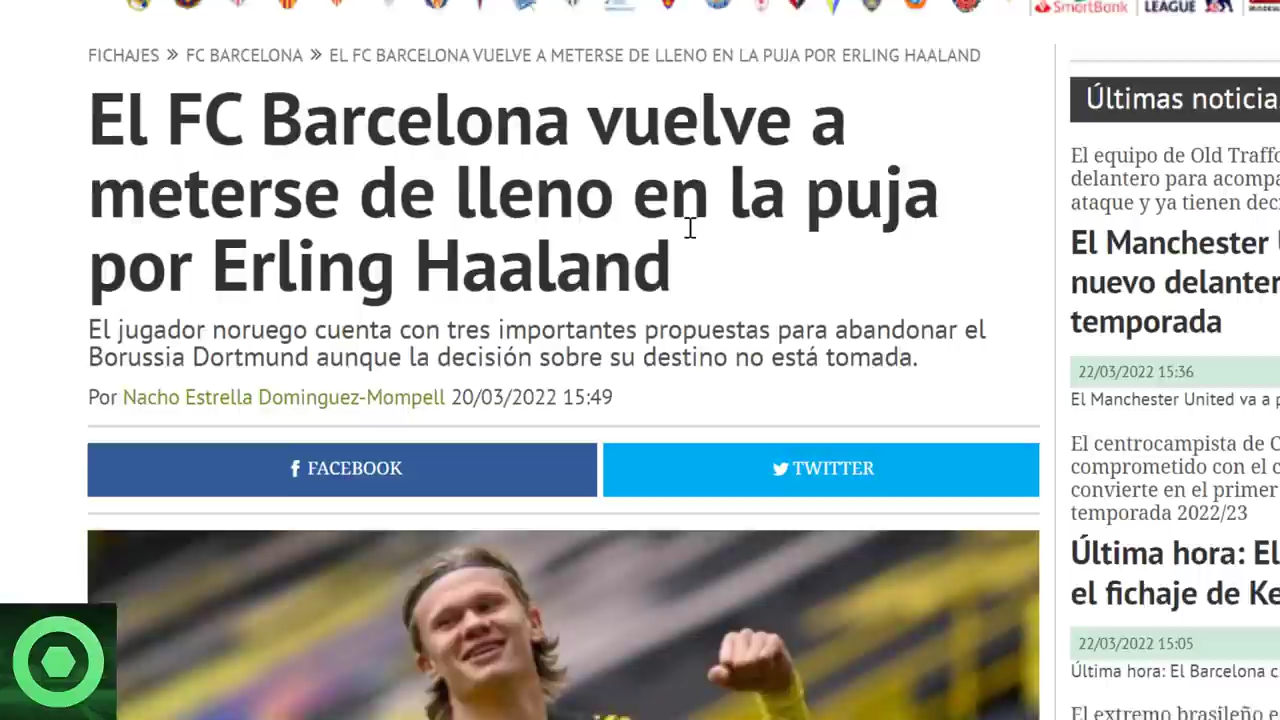 SmartBank
LEAGUE
FICHAJES » FC BARCELONA » EL FC BARCELONA VUELVE A METERSE DE LLENO EN LA PUJA POR ERLING HAALAND
El FC Barcelona vuelve a
meterse de lleno en la puja
por Erling Haaland
El jugador noruego cuenta con tres importantes propuestas para abandonar el
Borussia Dortmund aunque la decisión sobre su destino no está tomada.
Por Nacho Estrella Dominguez-Mompell 20/03/2022 15:49
FACEBOOK
TWITTER
Últimas noticia
El equipo de Old Traffo
delantero para acompa
ataque y ya tienen deci
El Manchester
nuevo delanter
temporada
22/03/2022 15:36
El Manchester United va a p
El centrocampista de C
comprometido con el c
convierte en el primer
temporada 2022/23
Última hora: El
el fichaje de Ke
22/03/2022 15:05
Última hora: El Barcelona c
El extremo brasileño e